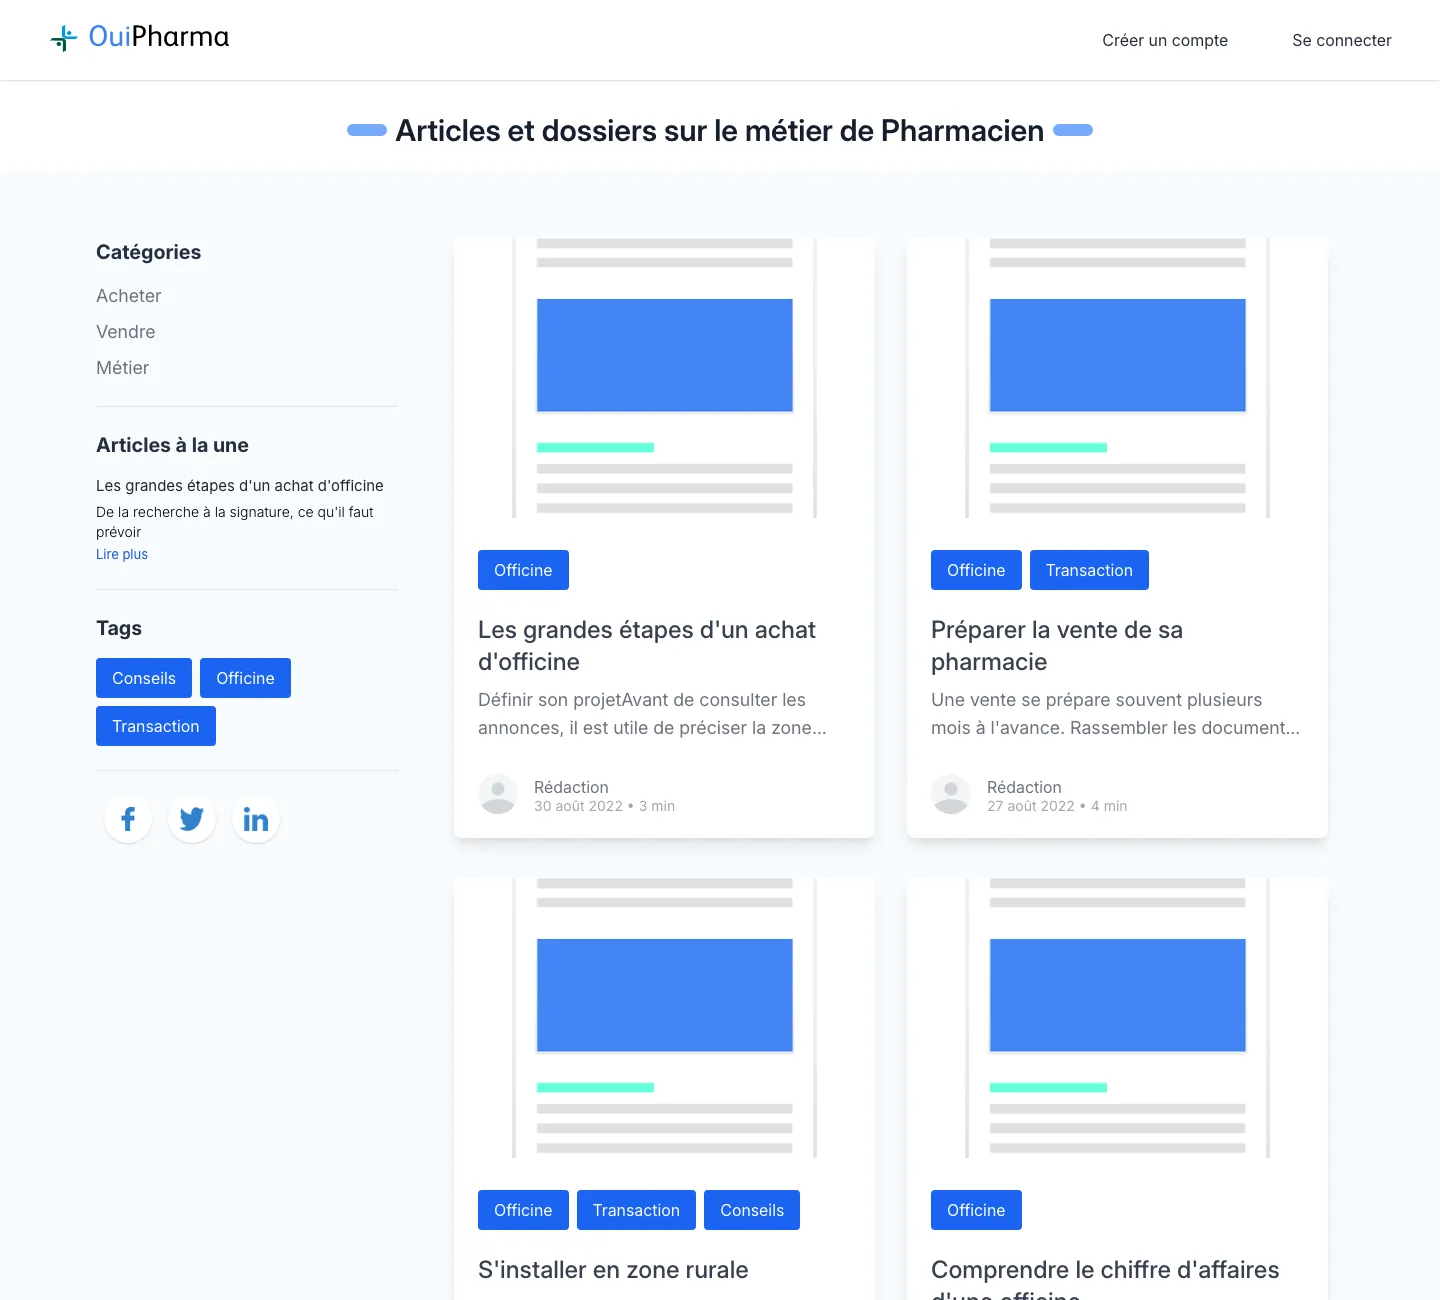 OuiPharma
Créer un compte
Se connecter
Articles et dossiers sur le métier de Pharmacien
Catégories
Acheter
Vendre
Métier
Articles à la une
Les grandes étapes d'un achat d'officine
De la recherche à la signature, ce qu'il faut
prévoir
Lire plus
Tags
Conseils
Officine
Transaction
Officine
Les grandes étapes d'un achat
d'officine
Définir son projetAvant de consulter les
annonces, il est utile de préciser la zone...
Rédaction
30 août 2022 • 3 min
Officine
Transaction
Préparer la vente de sa
pharmacie
Une vente se prépare souvent plusieurs
mois à l'avance. Rassembler les document...
Rédaction
27 août 2022 • 4 min
Officine
Transaction
Conseils
S'installer en zone rurale
Officine
Comprendre le chiffre d'affaires
d'une officine